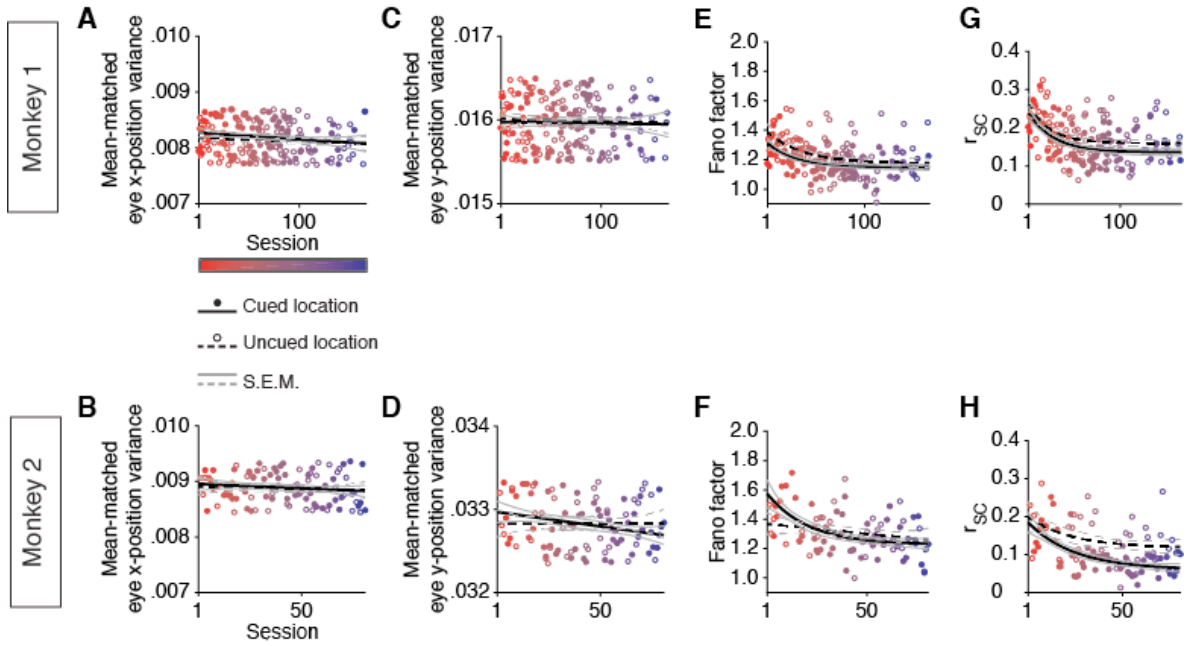 Monkey 1
A
Mean-matched
eye x-position variance
.010
.009
.008
.007
1
100
Session
C
Mean-matched
eye y-position variance
.017
.016
.015
1
100
E
Fano factor
2.0
1.8
1.6
1.4
1.2
1.0
1
100
G
rSC
0.4
0.3
0.2
0.1
0
1
100
Cued location
Uncued location
S.E.M.
Monkey 2
B
Mean-matched
eye x-position variance
.010
.009
.008
.007
1
50
Session
D
Mean-matched
eye y-position variance
.034
.033
.032
1
50
F
Fano factor
2.0
1.8
1.6
1.4
1.2
1.0
1
50
H
rSC
0.4
0.3
0.2
0.1
0
1
50